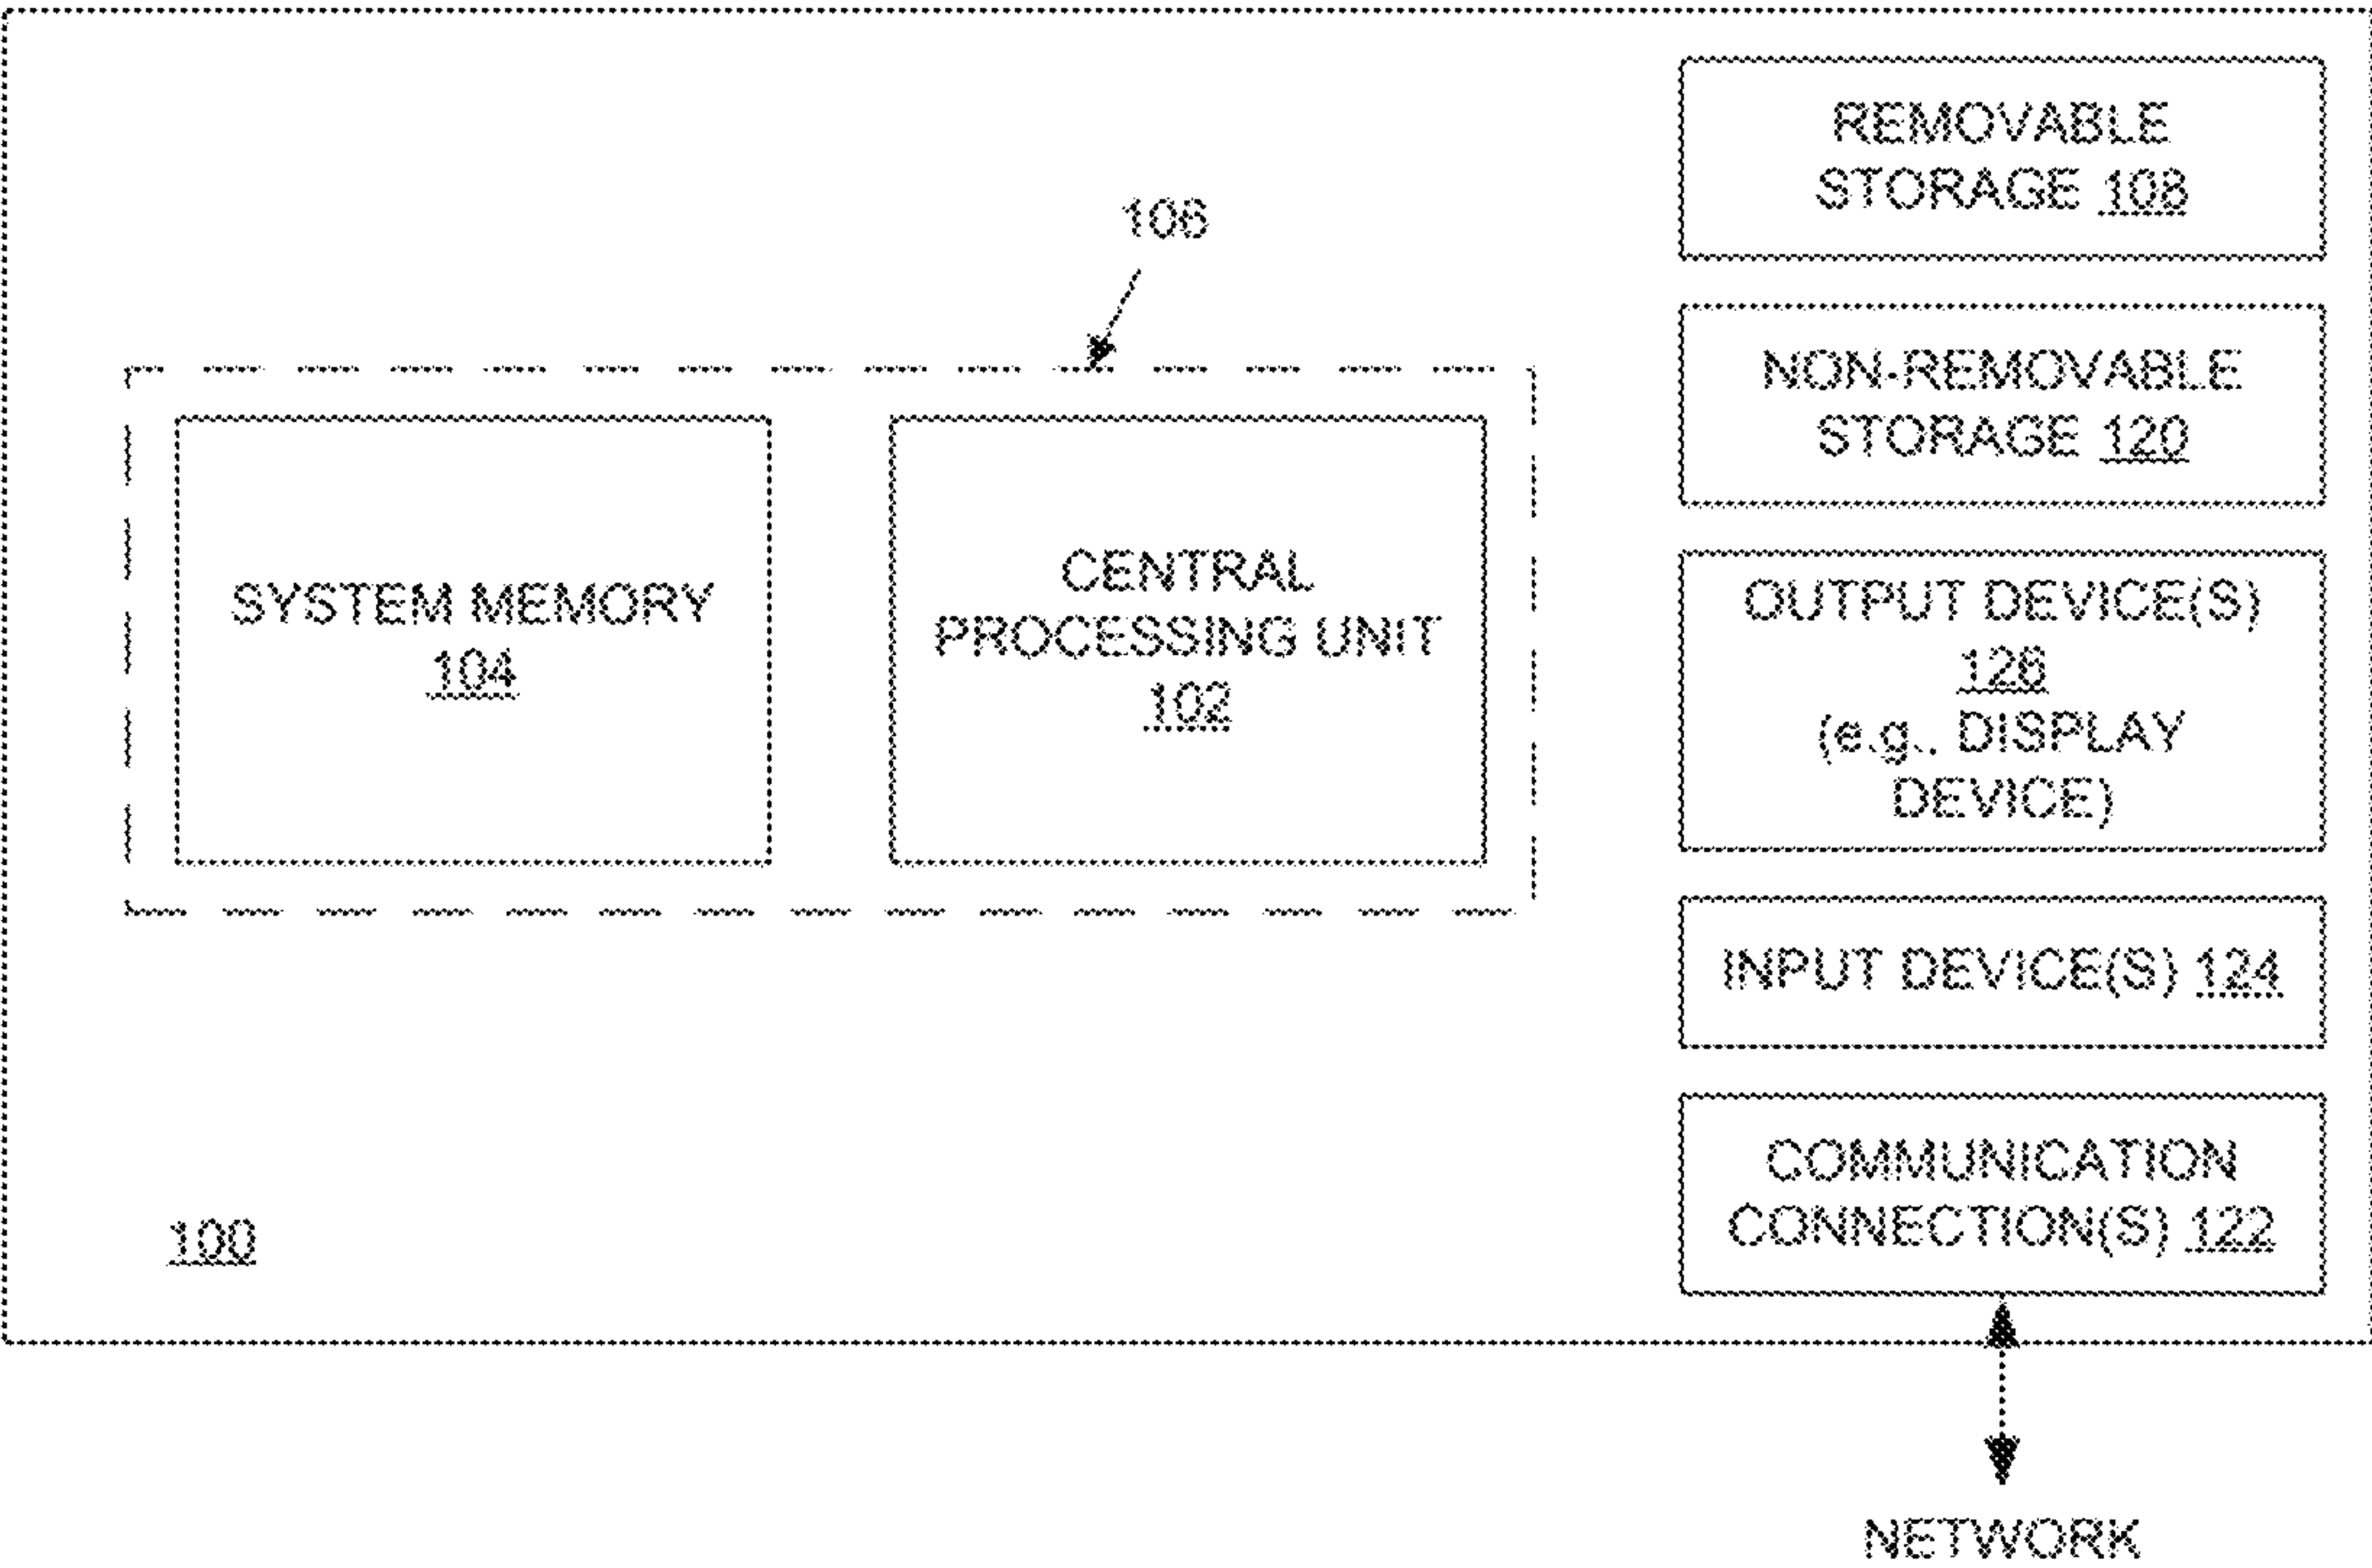 106
SYSTEM MEMORY
104
CENTRAL
PROCESSING UNIT
102
REMOVABLE
STORAGE 108
NON-REMOVABLE
STORAGE 120
OUTPUT DEVICE(S)
126
(e.g., DISPLAY
DEVICE)
INPUT DEVICE(S) 124
COMMUNICATION
CONNECTION(S) 122
100
NETWORK